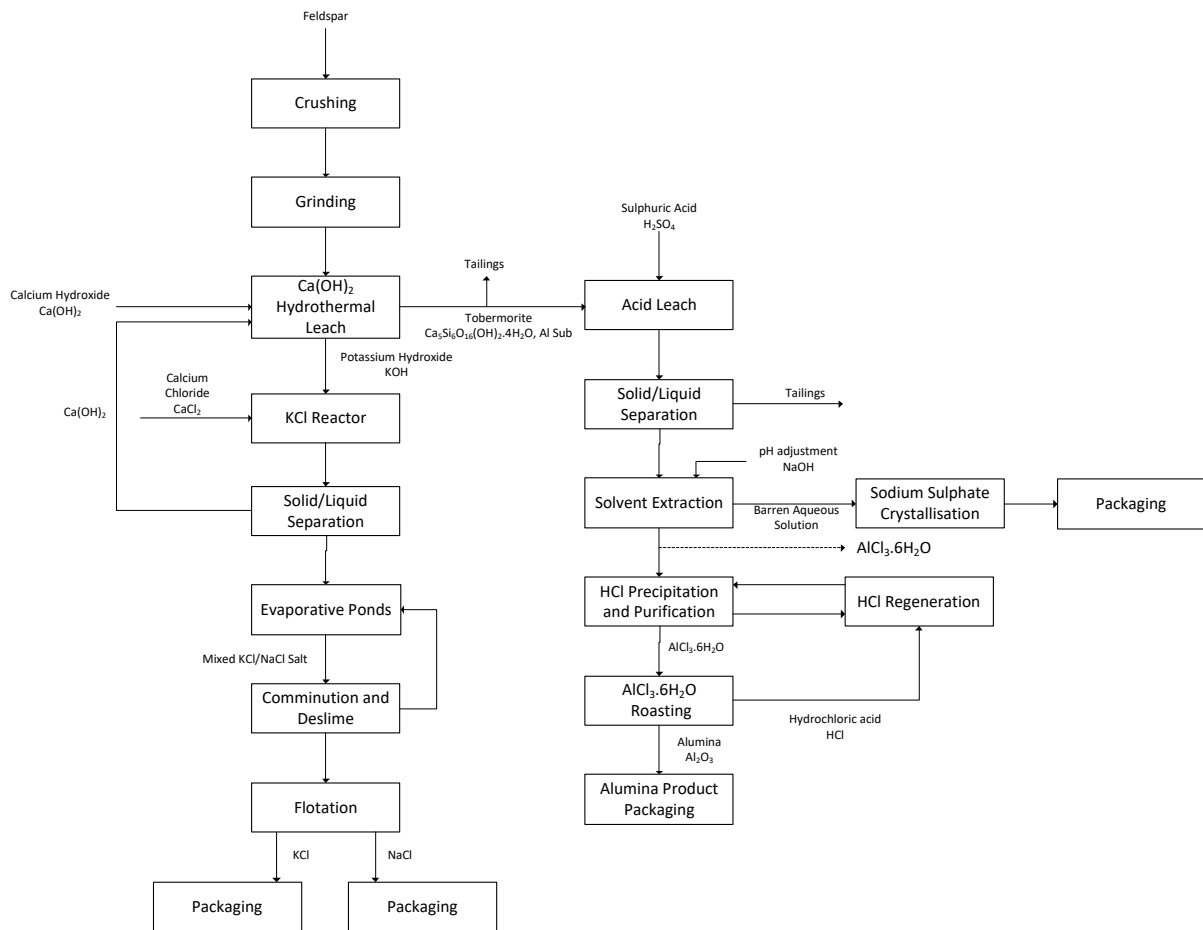 Feldspar
Crushing
Grinding
Sulphuric Acid
H₂SO₄
Calcium Hydroxide
Ca(OH)₂
Ca(OH)₂
Hydrothermal
Leach
Tailings
Tobermorite
Ca₅Si₆O₁₆(OH)₂.4H₂O, Al Sub
Acid Leach
Potassium Hydroxide
KOH
Calcium
Chloride
CaCl₂
Ca(OH)₂
KCl Reactor
Solid/Liquid
Separation
Tailings
pH adjustment
NaOH
Solid/Liquid
Separation
Solvent Extraction
Barren Aqueous
Solution
Sodium Sulphate
Crystallisation
Packaging
AlCl₃.6H₂O
Evaporative Ponds
HCl Precipitation
and Purification
HCl Regeneration
Mixed KCl/NaCl Salt
AlCl₃.6H₂O
Comminution and
Deslime
AlCl₃.6H₂O
Roasting
Hydrochloric acid
HCl
Alumina
Al₂O₃
Flotation
Alumina Product
Packaging
KCl
NaCl
Packaging
Packaging